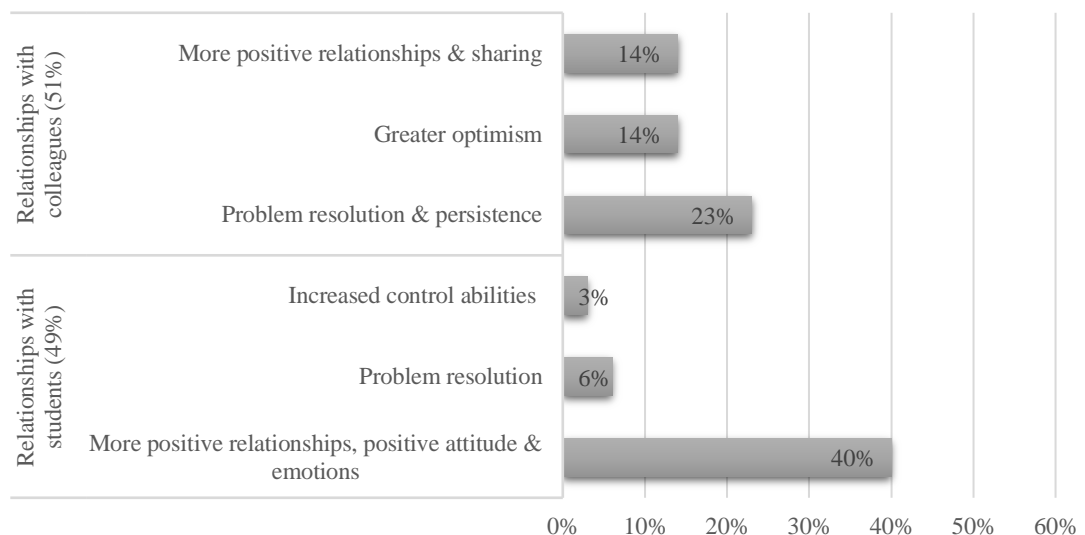 Relationships with
colleagues (51%)
More positive relationships & sharing
14%
Greater optimism
14%
Problem resolution & persistence
23%
Relationships with
students (49%)
Increased control abilities
3%
Problem resolution
6%
More positive relationships, positive attitude &
emotions
40%
0%
10%
20%
30%
40%
50%
60%